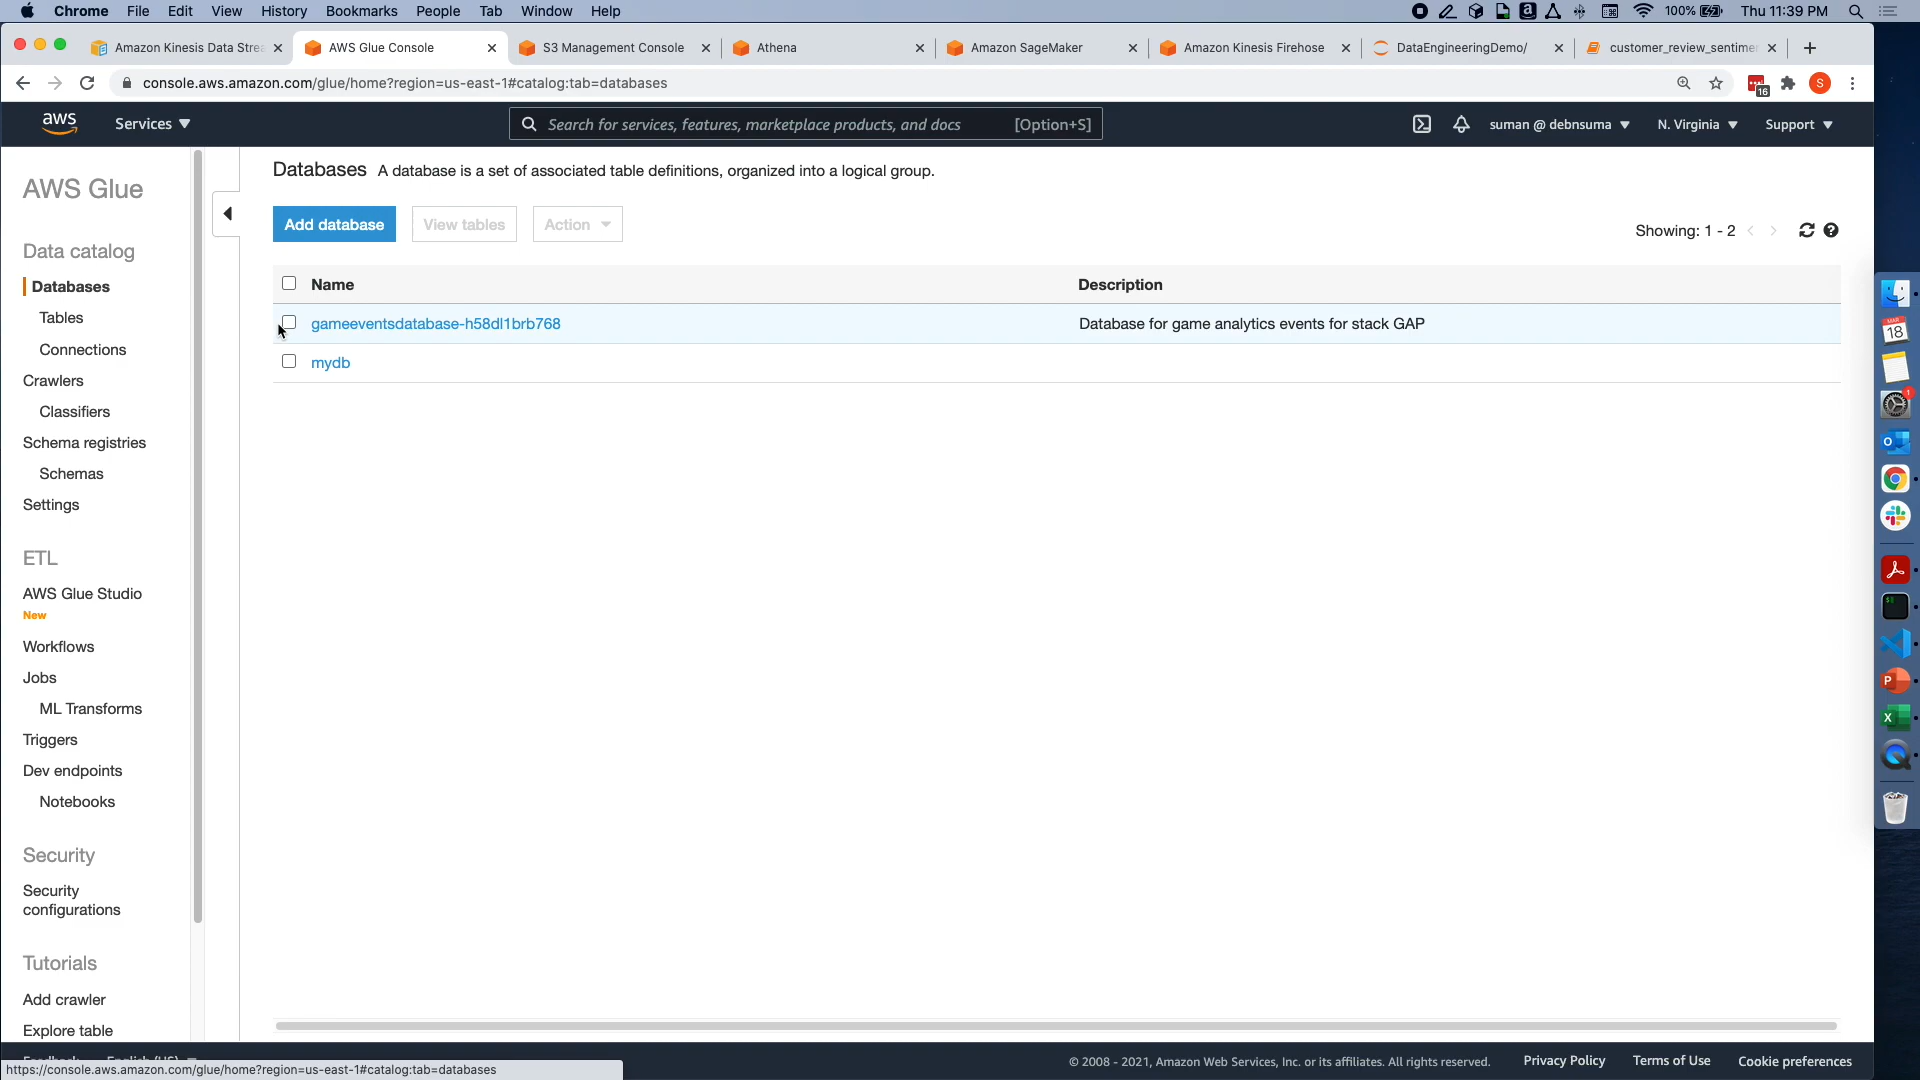 Chrome File Edit View History Bookmarks People Tab Window Help 100% Thu 11:39 PM
Amazon Kinesis Data Strea AWS Glue Console S3 Management Console Athena Amazon SageMaker Amazon Kinesis Firehose DataEngineeringDemo/ customer_review_sentime
console.aws.amazon.com/glue/home?region=us-east-1#catalog:tab=databases 16 S
aws Services Search for services, features, marketplace products, and docs [Option+S] suman @ debnsuma N. Virginia Support
AWS Glue
Data catalog
Databases
Tables
Connections
Crawlers
Classifiers
Schema registries
Schemas
Settings
ETL
AWS Glue Studio
New
Workflows
Jobs
ML Transforms
Triggers
Dev endpoints
Notebooks
Security
Security
configurations
Tutorials
Add crawler
Explore table
Databases A database is a set of associated table definitions, organized into a logical group.
Add database View tables Action
Showing: 1 - 2
Name Description
gameeventsdatabase-h58dl1brb768 Database for game analytics events for stack GAP
mydb
MAR
18
1
© 2008 - 2021, Amazon Web Services, Inc. or its affiliates. All rights reserved. Privacy Policy Terms of Use Cookie preferences
https://console.aws.amazon.com/glue/home?region=us-east-1#catalog:tab=databases